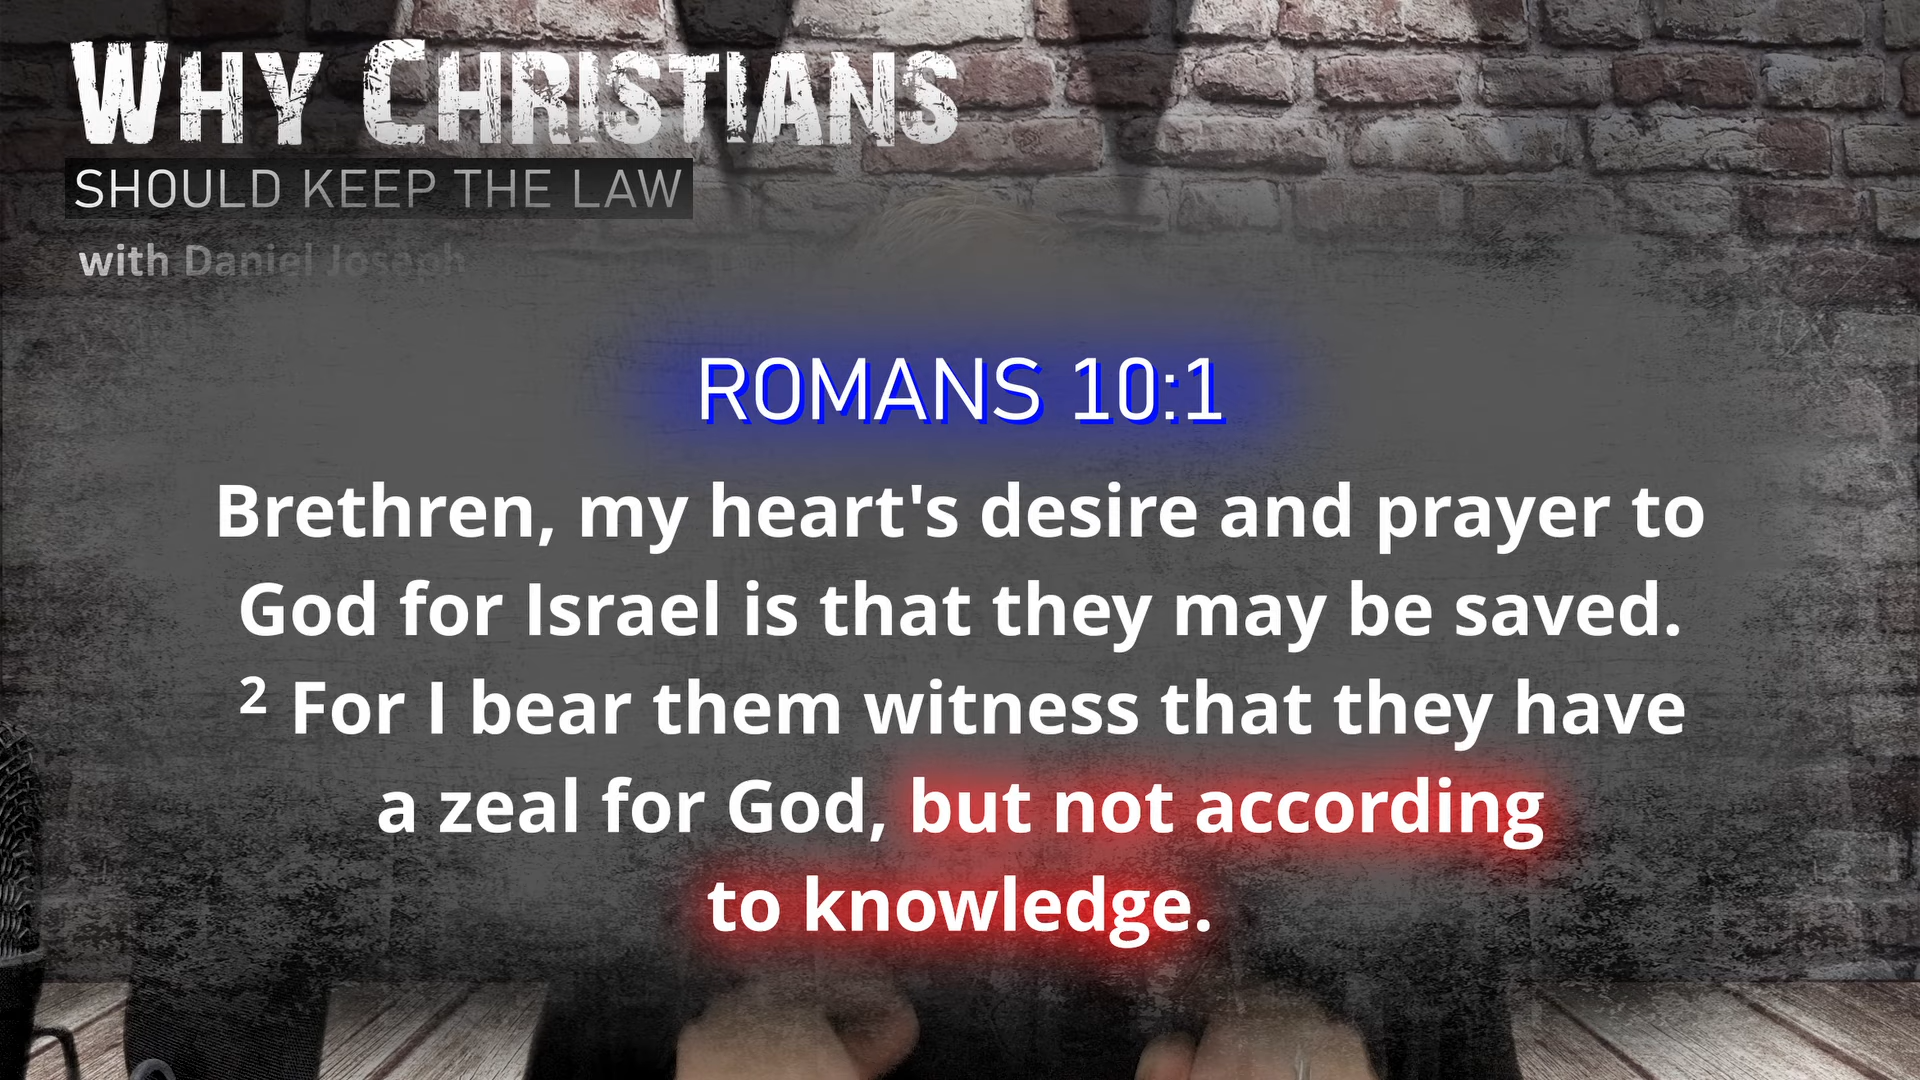 WHY CHRISTIANS
SHOULD KEEP THE LAW
with Daniel Joseph
ROMANS 10:1
Brethren, my heart's desire and prayer to
God for Israel is that they may be saved.
² For I bear them witness that they have
a zeal for God, but not according
to knowledge.